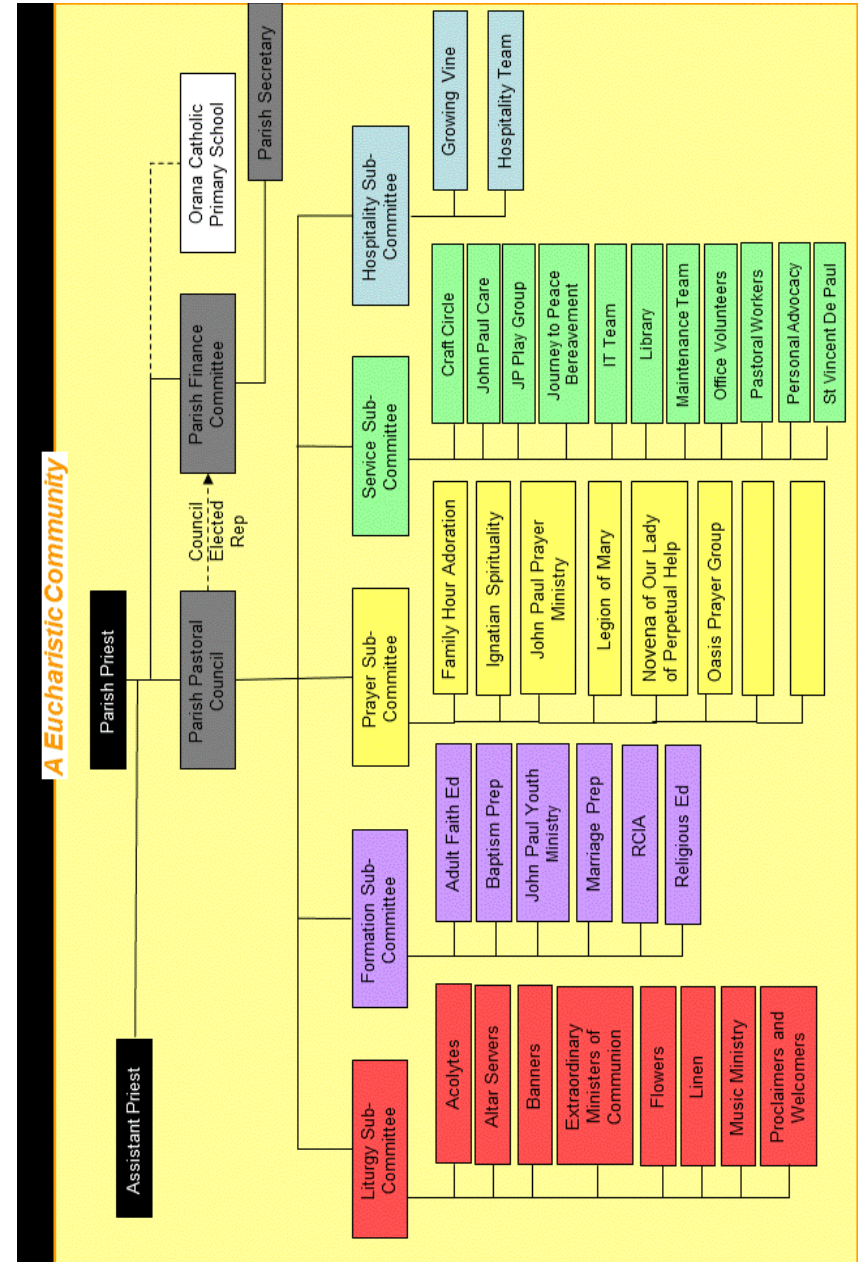 A Eucharistic Community
Parish Priest
Assistant Priest
Parish Pastoral
Council
Council
Elected
Rep
Parish Finance
Committee
Orana Catholic
Primary School
Parish Secretary
Liturgy Sub-
Committee
Acolytes
Altar Servers
Banners
Extraordinary
Ministers of
Communion
Flowers
Linen
Music Ministry
Proclaimers and
Welcomers
Formation Sub-
Committee
Adult Faith Ed
Baptism Prep
John Paul Youth
Ministry
Marriage Prep
RCIA
Religious Ed
Prayer Sub-
Committee
Family Hour Adoration
Ignatian Spirituality
John Paul Prayer
Ministry
Legion of Mary
Novena of Our Lady
of Perpetual Help
Oasis Prayer Group
Service Sub-
Committee
Craft Circle
John Paul Care
JP Play Group
Journey to Peace
Bereavement
IT Team
Library
Maintenance Team
Office Volunteers
Pastoral Workers
Personal Advocacy
St Vincent De Paul
Hospitality Sub-
Committee
Growing Vine
Hospitality Team